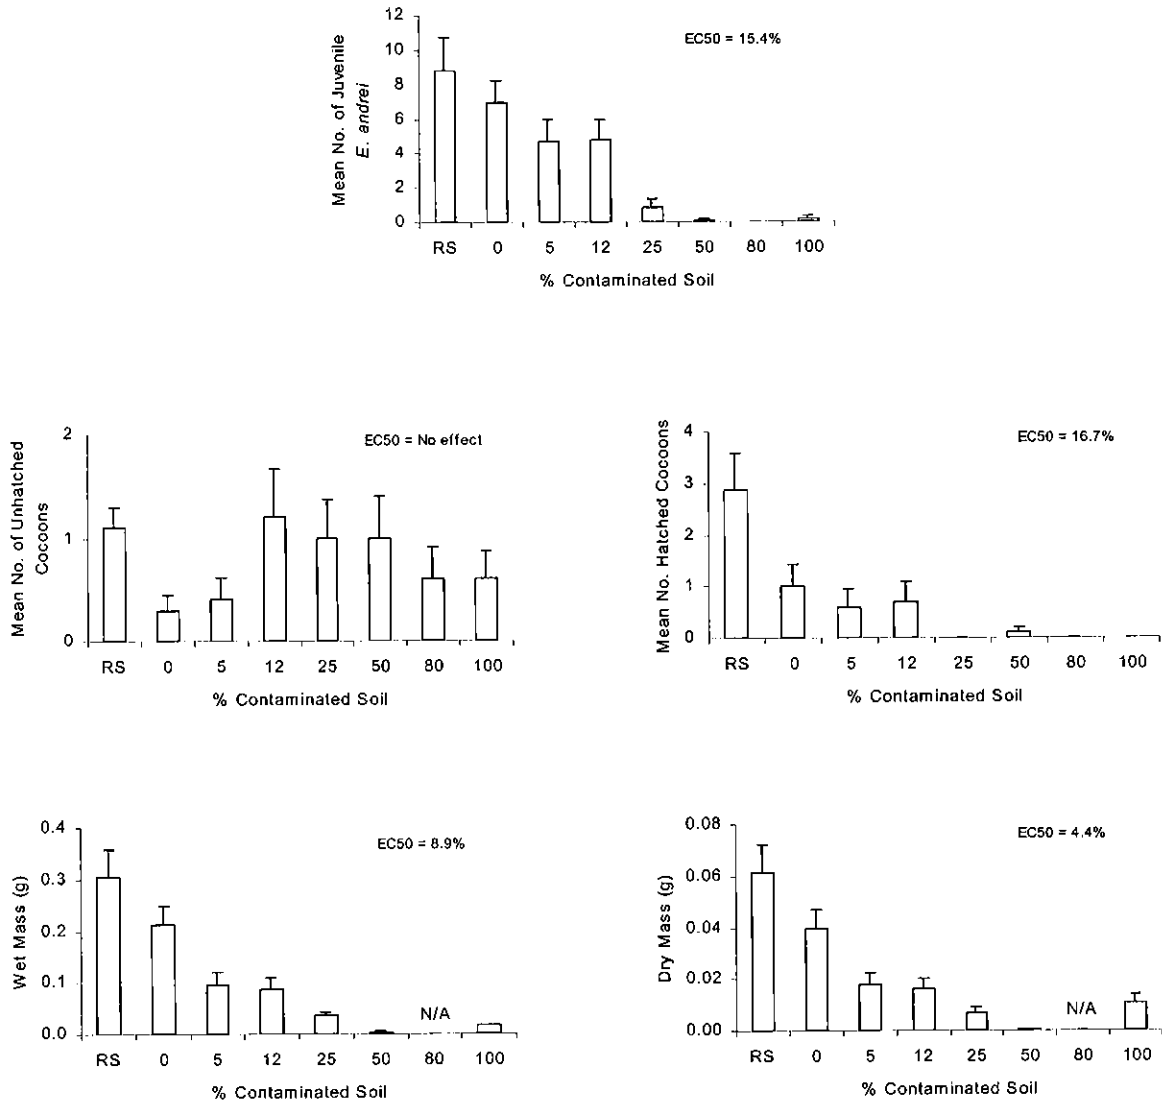 12
EC50 = 15.4%
10
8
6
4
2
0
Mean No. of Juvenile
E. andrei
RS 0 5 12 25 50 80 100
% Contaminated Soil
2
EC50 = No effect
1
0
Mean No. of Unhatched
Cocoons
RS 0 5 12 25 50 80 100
% Contaminated Soil
4
EC50 = 16.7%
3
2
1
0
Mean No. Hatched Cocoons
RS 0 5 12 25 50 80 100
% Contaminated Soil
0.4
EC50 = 8.9%
0.3
0.2
0.1
0.0
Wet Mass (g)
N/A
RS 0 5 12 25 50 80 100
% Contaminated Soil
0.08
EC50 = 4.4%
0.06
0.04
0.02
0.00
Dry Mass (g)
N/A
RS 0 5 12 25 50 80 100
% Contaminated Soil